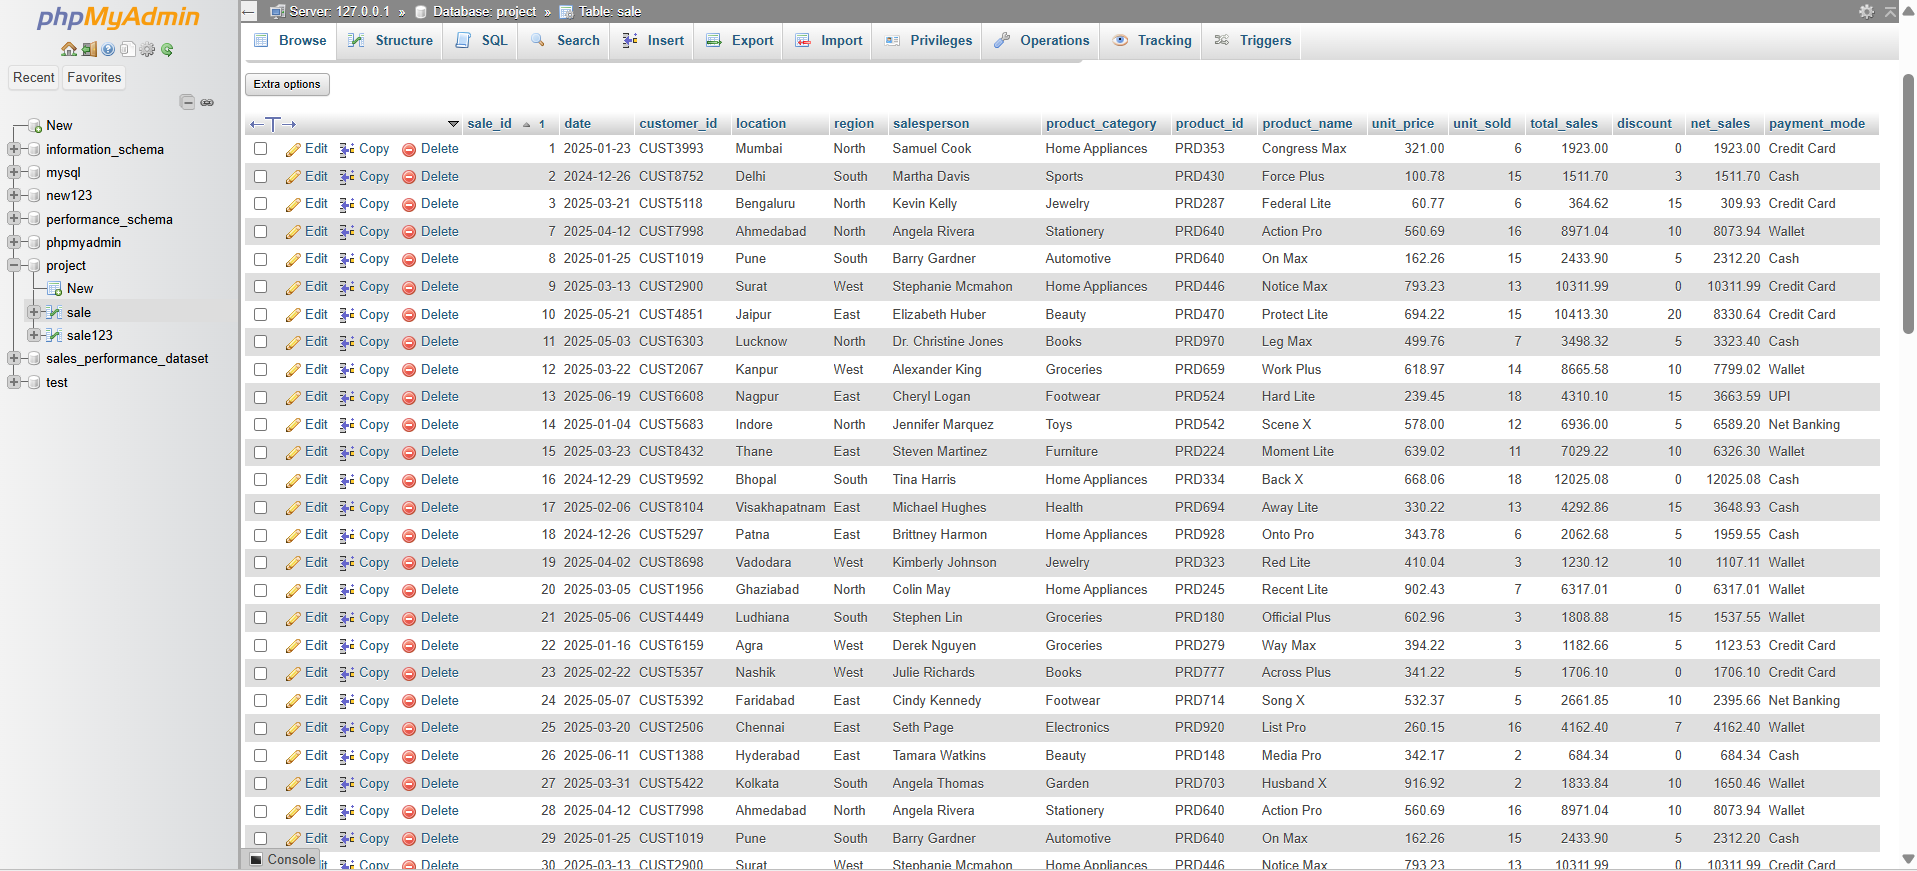 phpMyAdmin
Recent Favorites
New
information_schema
mysql
new123
performance_schema
phpmyadmin
project
New
sale
sale123
sales_performance_dataset
test
Server: 127.0.0.1 » Database: project » Table: sale
Browse Structure SQL Search Insert Export Import Privileges Operations Tracking Triggers
Extra options
sale_id 1 date customer_id location region salesperson product_category product_id product_name unit_price unit_sold total_sales discount net_sales payment_mode
Edit Copy Delete 1 2025-01-23 CUST3993 Mumbai North Samuel Cook Home Appliances PRD353 Congress Max 321.00 6 1923.00 0 1923.00 Credit Card
Edit Copy Delete 2 2024-12-26 CUST8752 Delhi South Martha Davis Sports PRD430 Force Plus 100.78 15 1511.70 3 1511.70 Cash
Edit Copy Delete 3 2025-03-21 CUST5118 Bengaluru North Kevin Kelly Jewelry PRD287 Federal Lite 60.77 6 364.62 15 309.93 Credit Card
Edit Copy Delete 7 2025-04-12 CUST7998 Ahmedabad North Angela Rivera Stationery PRD640 Action Pro 560.69 16 8971.04 10 8073.94 Wallet
Edit Copy Delete 8 2025-01-25 CUST1019 Pune South Barry Gardner Automotive PRD640 On Max 162.26 15 2433.90 5 2312.20 Cash
Edit Copy Delete 9 2025-03-13 CUST2900 Surat West Stephanie Mcmahon Home Appliances PRD446 Notice Max 793.23 13 10311.99 0 10311.99 Credit Card
Edit Copy Delete 10 2025-05-21 CUST4851 Jaipur East Elizabeth Huber Beauty PRD470 Protect Lite 694.22 15 10413.30 20 8330.64 Credit Card
Edit Copy Delete 11 2025-05-03 CUST6303 Lucknow North Dr. Christine Jones Books PRD970 Leg Max 499.76 7 3498.32 5 3323.40 Cash
Edit Copy Delete 12 2025-03-22 CUST2067 Kanpur West Alexander King Groceries PRD659 Work Plus 618.97 14 8665.58 10 7799.02 Wallet
Edit Copy Delete 13 2025-06-19 CUST6608 Nagpur East Cheryl Logan Footwear PRD524 Hard Lite 239.45 18 4310.10 15 3663.59 UPI
Edit Copy Delete 14 2025-01-04 CUST5683 Indore North Jennifer Marquez Toys PRD542 Scene X 578.00 12 6936.00 5 6589.20 Net Banking
Edit Copy Delete 15 2025-03-23 CUST8432 Thane East Steven Martinez Furniture PRD224 Moment Lite 639.02 11 7029.22 10 6326.30 Wallet
Edit Copy Delete 16 2024-12-29 CUST9592 Bhopal South Tina Harris Home Appliances PRD334 Back X 668.06 18 12025.08 0 12025.08 Cash
Edit Copy Delete 17 2025-02-06 CUST8104 Visakhapatnam East Michael Hughes Health PRD694 Away Lite 330.22 13 4292.86 15 3648.93 Cash
Edit Copy Delete 18 2024-12-26 CUST5297 Patna East Brittney Harmon Home Appliances PRD928 Onto Pro 343.78 6 2062.68 5 1959.55 Cash
Edit Copy Delete 19 2025-04-02 CUST8698 Vadodara West Kimberly Johnson Jewelry PRD323 Red Lite 410.04 3 1230.12 10 1107.11 Wallet
Edit Copy Delete 20 2025-03-05 CUST1956 Ghaziabad North Colin May Home Appliances PRD245 Recent Lite 902.43 7 6317.01 0 6317.01 Wallet
Edit Copy Delete 21 2025-05-06 CUST4449 Ludhiana South Stephen Lin Groceries PRD180 Official Plus 602.96 3 1808.88 15 1537.55 Wallet
Edit Copy Delete 22 2025-01-16 CUST6159 Agra West Derek Nguyen Groceries PRD279 Way Max 394.22 3 1182.66 5 1123.53 Credit Card
Edit Copy Delete 23 2025-02-22 CUST5357 Nashik West Julie Richards Books PRD777 Across Plus 341.22 5 1706.10 0 1706.10 Credit Card
Edit Copy Delete 24 2025-05-07 CUST5392 Faridabad East Cindy Kennedy Footwear PRD714 Song X 532.37 5 2661.85 10 2395.66 Net Banking
Edit Copy Delete 25 2025-03-20 CUST2506 Chennai East Seth Page Electronics PRD920 List Pro 260.15 16 4162.40 7 4162.40 Wallet
Edit Copy Delete 26 2025-06-11 CUST1388 Hyderabad East Tamara Watkins Beauty PRD148 Media Pro 342.17 2 684.34 0 684.34 Cash
Edit Copy Delete 27 2025-03-31 CUST5422 Kolkata South Angela Thomas Garden PRD703 Husband X 916.92 2 1833.84 10 1650.46 Wallet
Edit Copy Delete 28 2025-04-12 CUST7998 Ahmedabad North Angela Rivera Stationery PRD640 Action Pro 560.69 16 8971.04 10 8073.94 Wallet
Edit Copy Delete 29 2025-01-25 CUST1019 Pune South Barry Gardner Automotive PRD640 On Max 162.26 15 2433.90 5 2312.20 Cash
Copy Delete 30 2025-03-13 CUST2900 Surat West Stephanie Mcmahon Home Appliances PRD446 Notice Max 793.23 13 10311.99 0 10311.99 Credit Card
Console